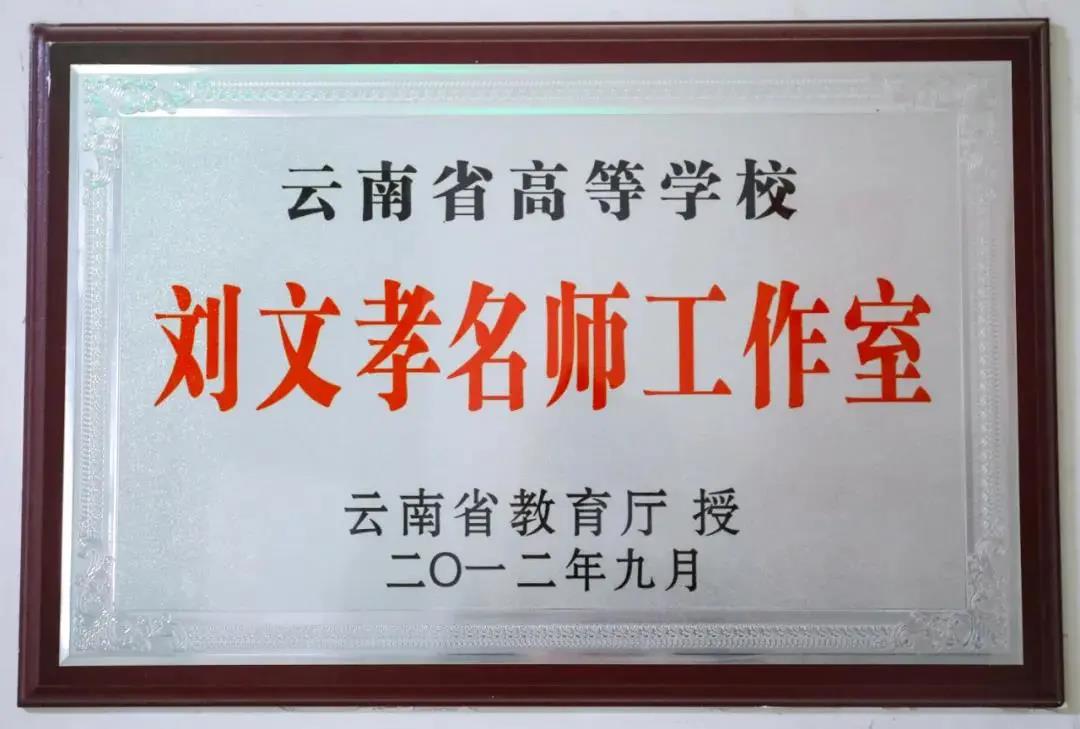 云南省高等学校
刘文孝名师工作室
云南省教育厅 授
二〇一二年九月